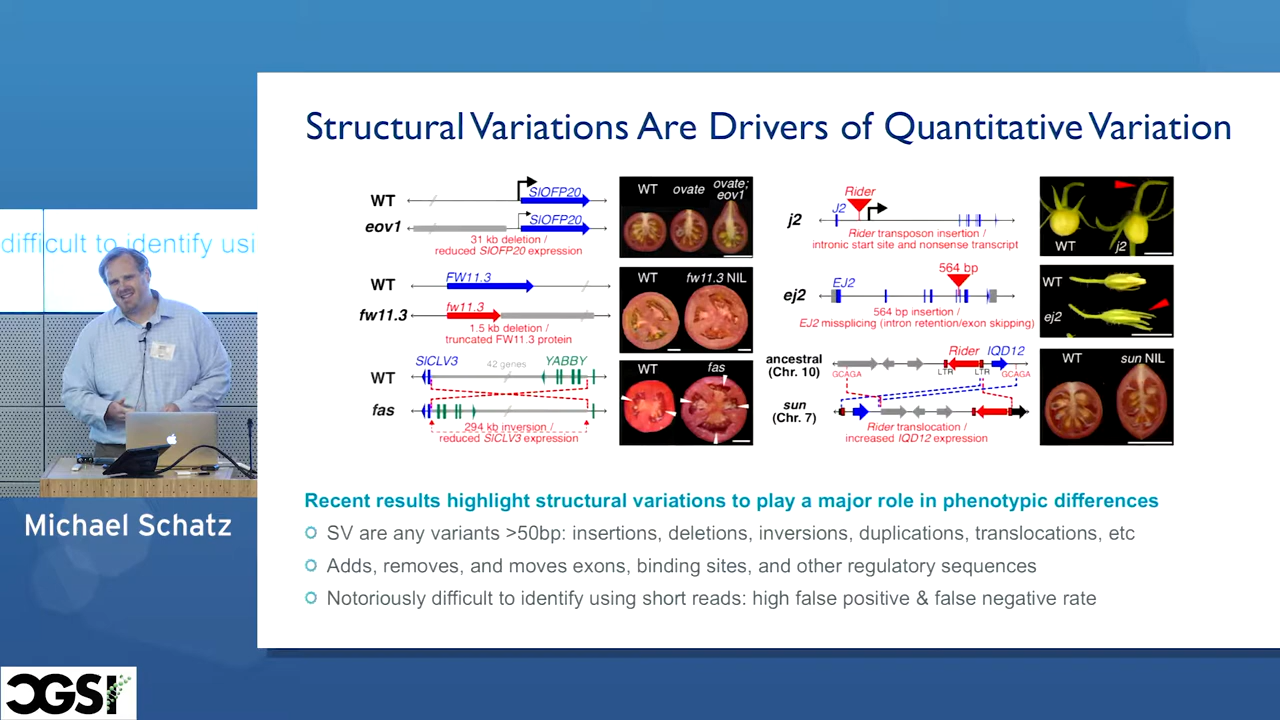 Structural Variations Are Drivers of Quantitative Variation
difficult to identify usi
WT
SlOFP20
eov1
SlOFP20
31 kb deletion /
reduced SlOFP20 expression
WT ovate ovate;
eov1
WT
FW11.3
fw11.3
fw11.3
1.5 kb deletion /
truncated FW11.3 protein
WT fw11.3 NIL
SlCLV3 42 genes YABBY
WT
fas
294 kb inversion /
reduced SlCLV3 expression
WT fas
Rider
J2
j2
Rider transposon insertion /
intronic start site and nonsense transcript
WT j2
564 bp
EJ2
ej2
564 bp insertion /
EJ2 missplicing (intron retention/exon skipping)
WT
ej2
ancestral
(Chr. 10)
Rider IQD12
GCAGA LTR LTR GCAGA
sun
(Chr. 7)
Rider translocation /
increased IQD12 expression
WT sun NIL
Recent results highlight structural variations to play a major role in phenotypic differences
SV are any variants >50bp: insertions, deletions, inversions, duplications, translocations, etc
Adds, removes, and moves exons, binding sites, and other regulatory sequences
Notoriously difficult to identify using short reads: high false positive & false negative rate
Michael Schatz
CGSI